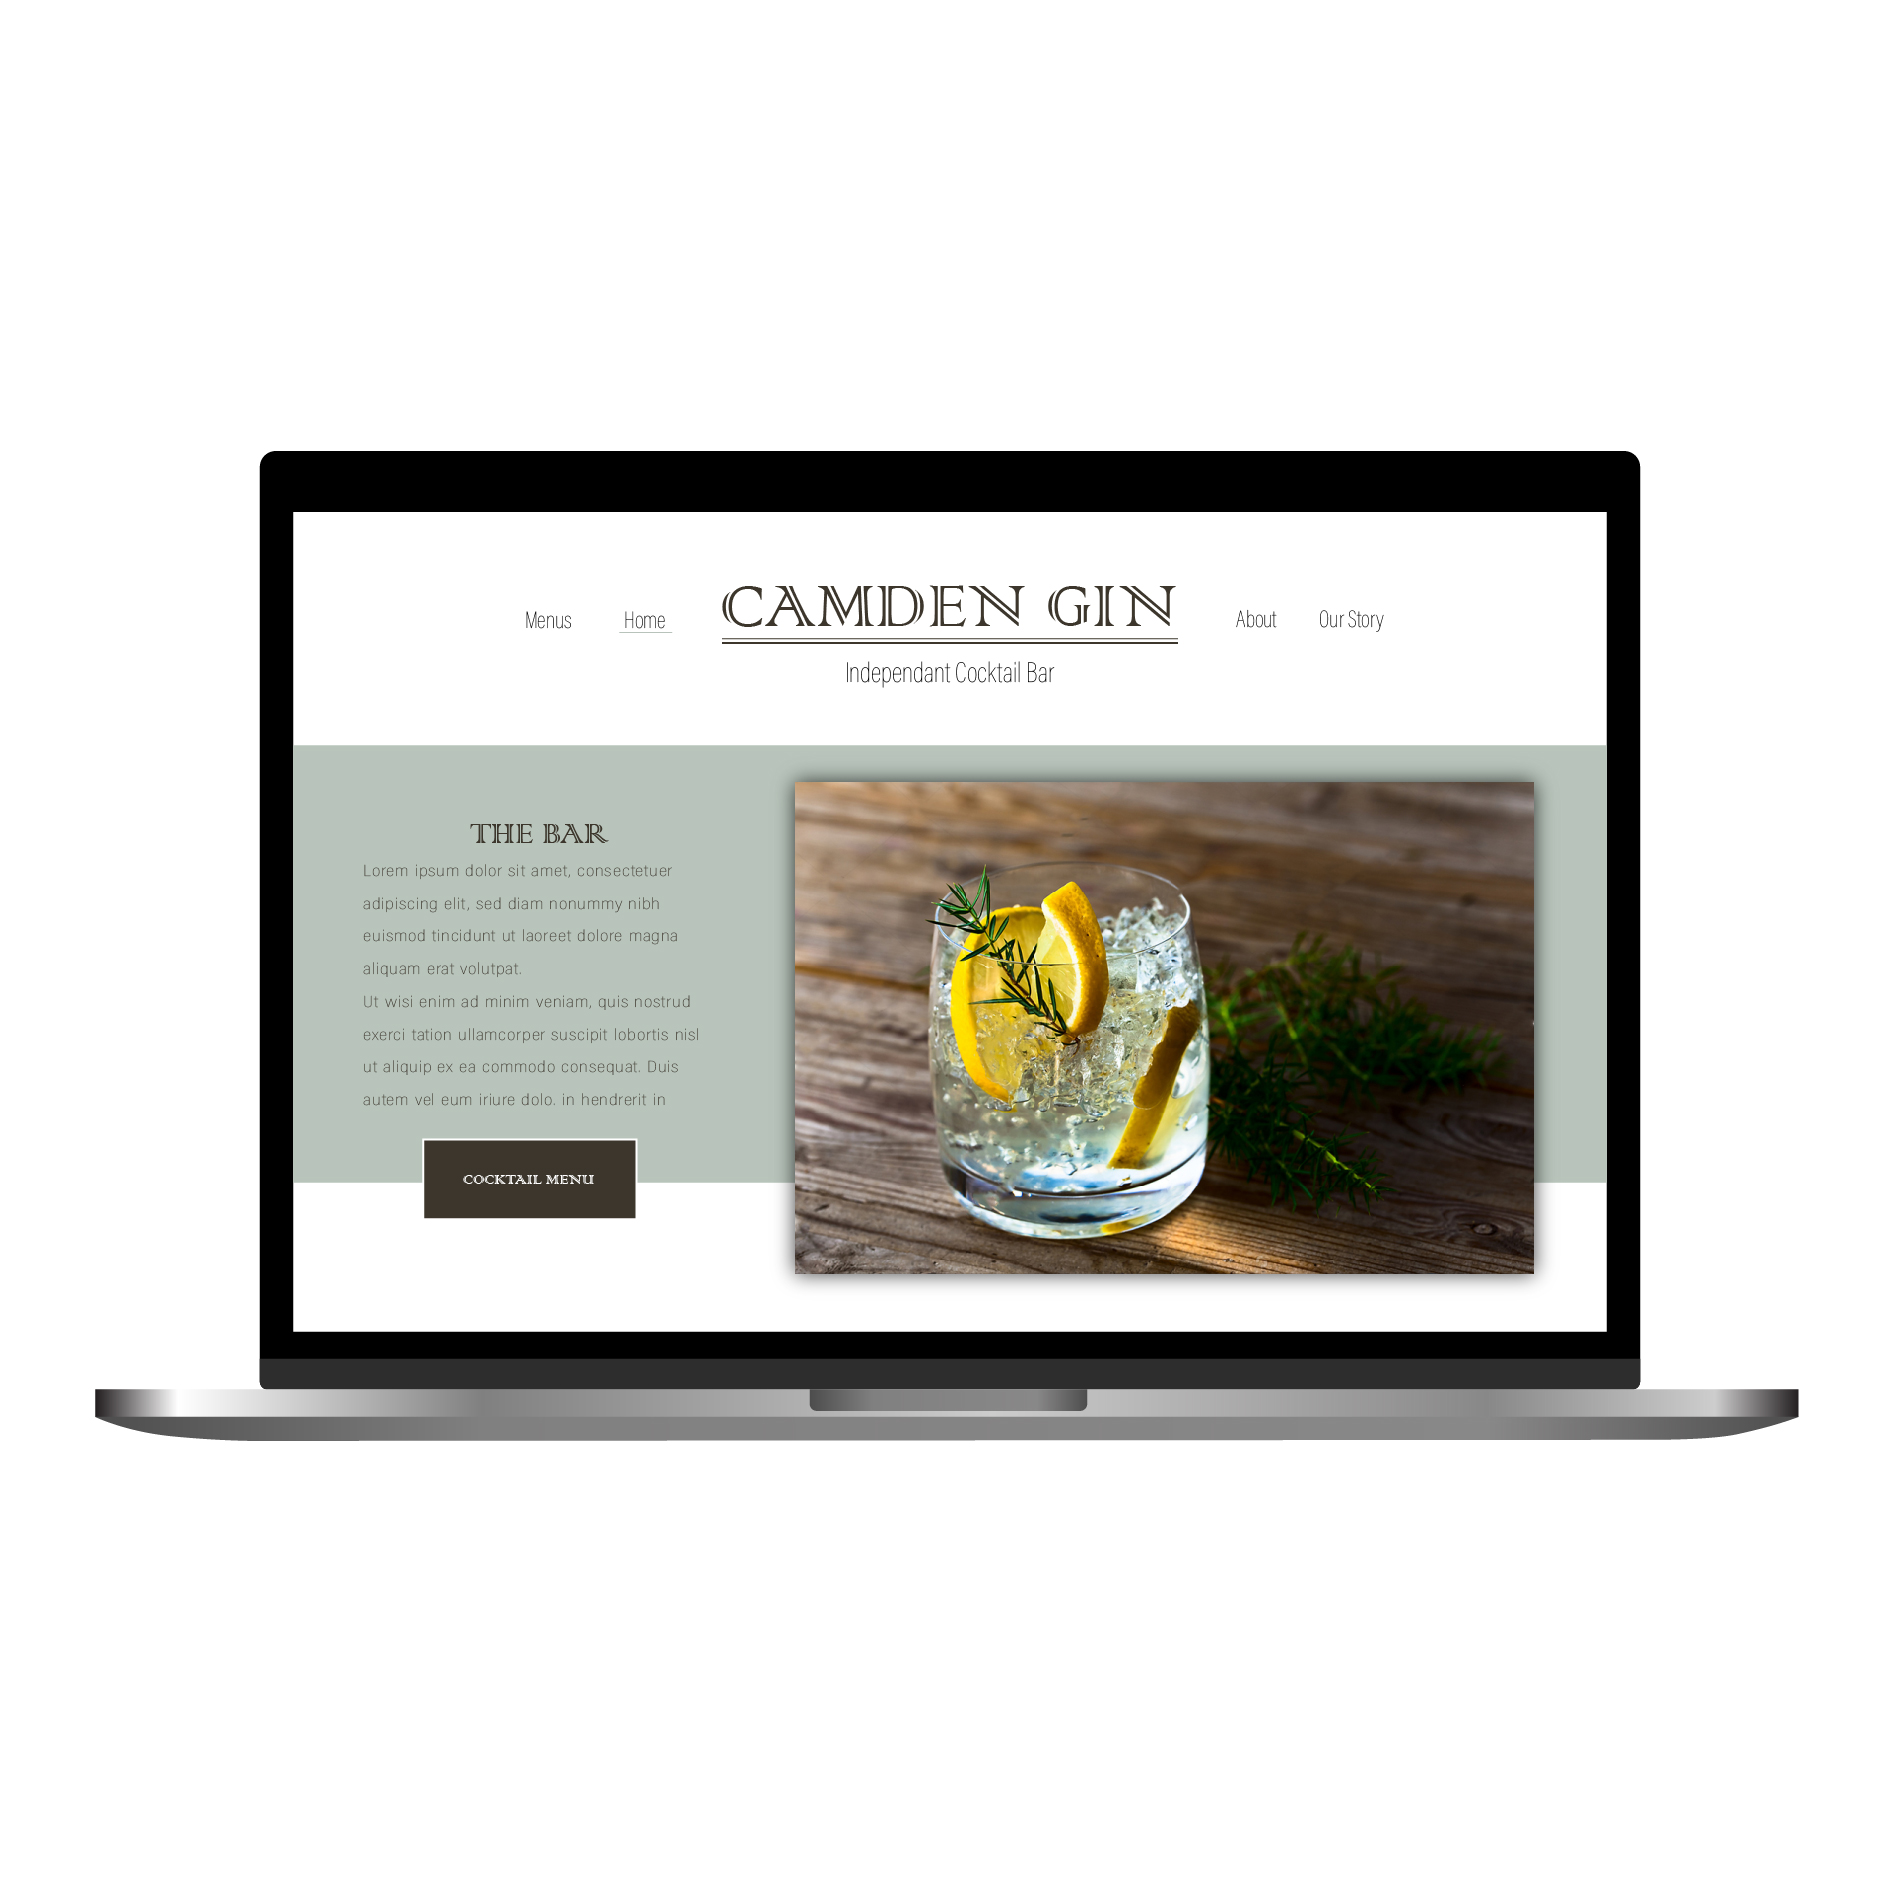 Menus
Home
CAMDEN GIN
About
Our Story
Independant Cocktail Bar
THE BAR
Lorem ipsum dolor sit amet, consectetuer
adipiscing elit, sed diam nonummy nibh
euismod tincidunt ut laoreet dolore magna
aliquam erat volutpat.
Ut wisi enim ad minim veniam, quis nostrud
exerci tation ullamcorper suscipit lobortis nisl
ut aliquip ex ea commodo consequat. Duis
autem vel eum iriure dolo. in hendrerit in
COCKTAIL MENU